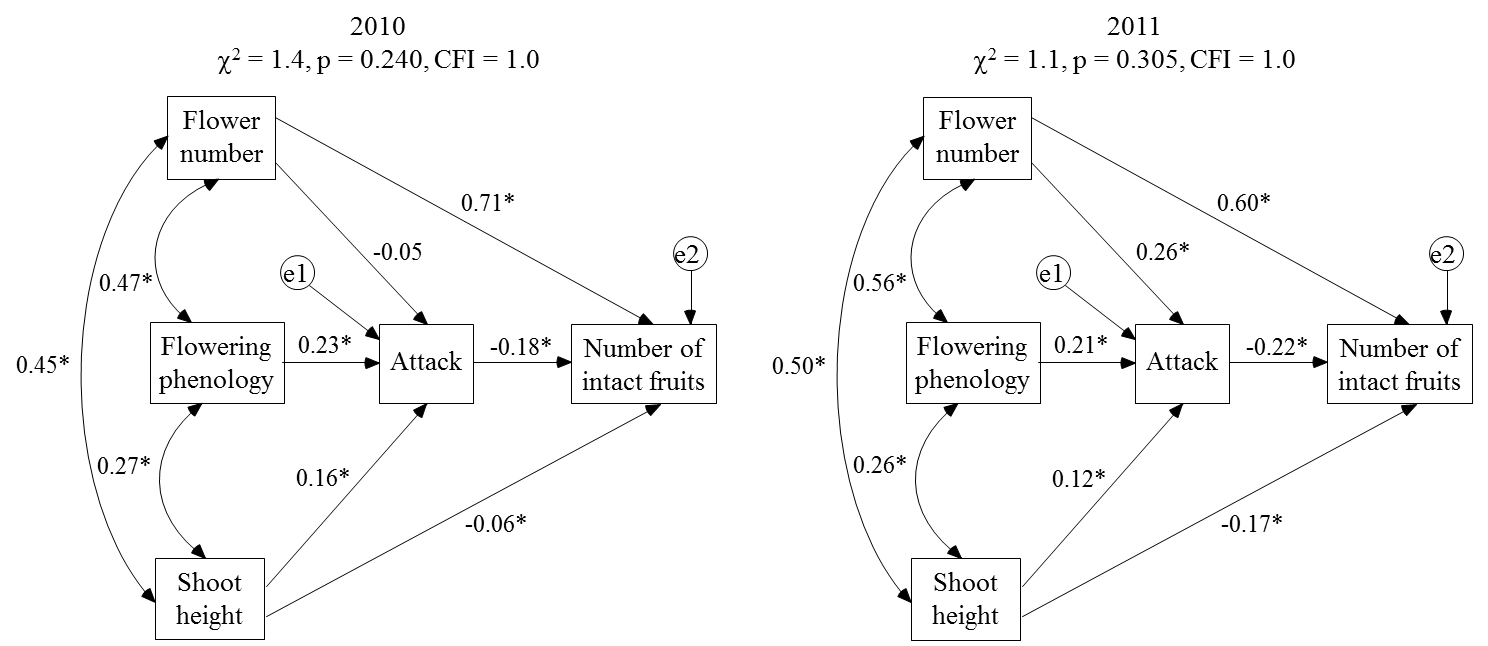 2010
χ² = 1.4, p = 0.240, CFI = 1.0
Flower
number
0.71*
-0.05
e1
e2
0.47*
Flowering
phenology
0.23*
Attack
-0.18*
Number of
intact fruits
0.45*
0.27*
0.16*
-0.06*
Shoot
height
2011
χ² = 1.1, p = 0.305, CFI = 1.0
Flower
number
0.60*
0.26*
e1
e2
0.56*
Flowering
phenology
0.21*
Attack
-0.22*
Number of
intact fruits
0.50*
0.26*
0.12*
-0.17*
Shoot
height